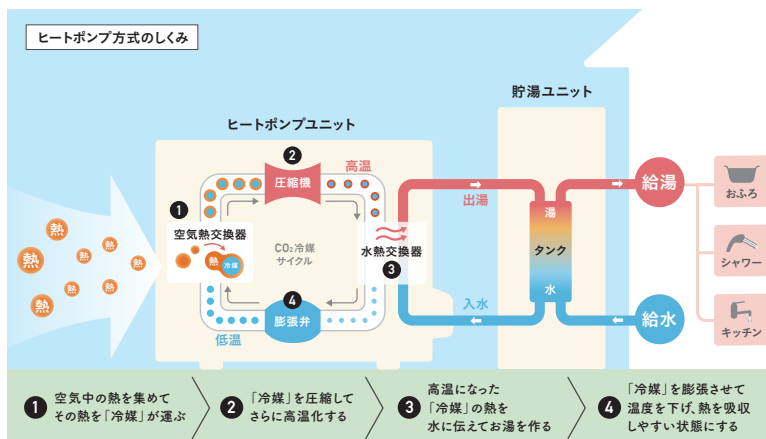 ヒートポンプ方式のしくみ
貯湯ユニット
ヒートポンプユニット
2
圧縮機
高温
1
空気熱交換器
熱
冷媒
CO₂冷媒
サイクル
水熱交換器
3
4
膨張弁
低温
熱
熱
熱
熱
熱
熱
熱
熱
出湯
入水
湯
タンク
水
給湯
給水
おふろ
シャワー
キッチン
1
空気中の熱を集めて
その熱を「冷媒」が運ぶ
2
「冷媒」を圧縮して
さらに高温化する
3
高温になった
「冷媒」の熱を
水に伝えてお湯を作る
4
「冷媒」を膨張させて
温度を下げ、熱を吸収
しやすい状態にする